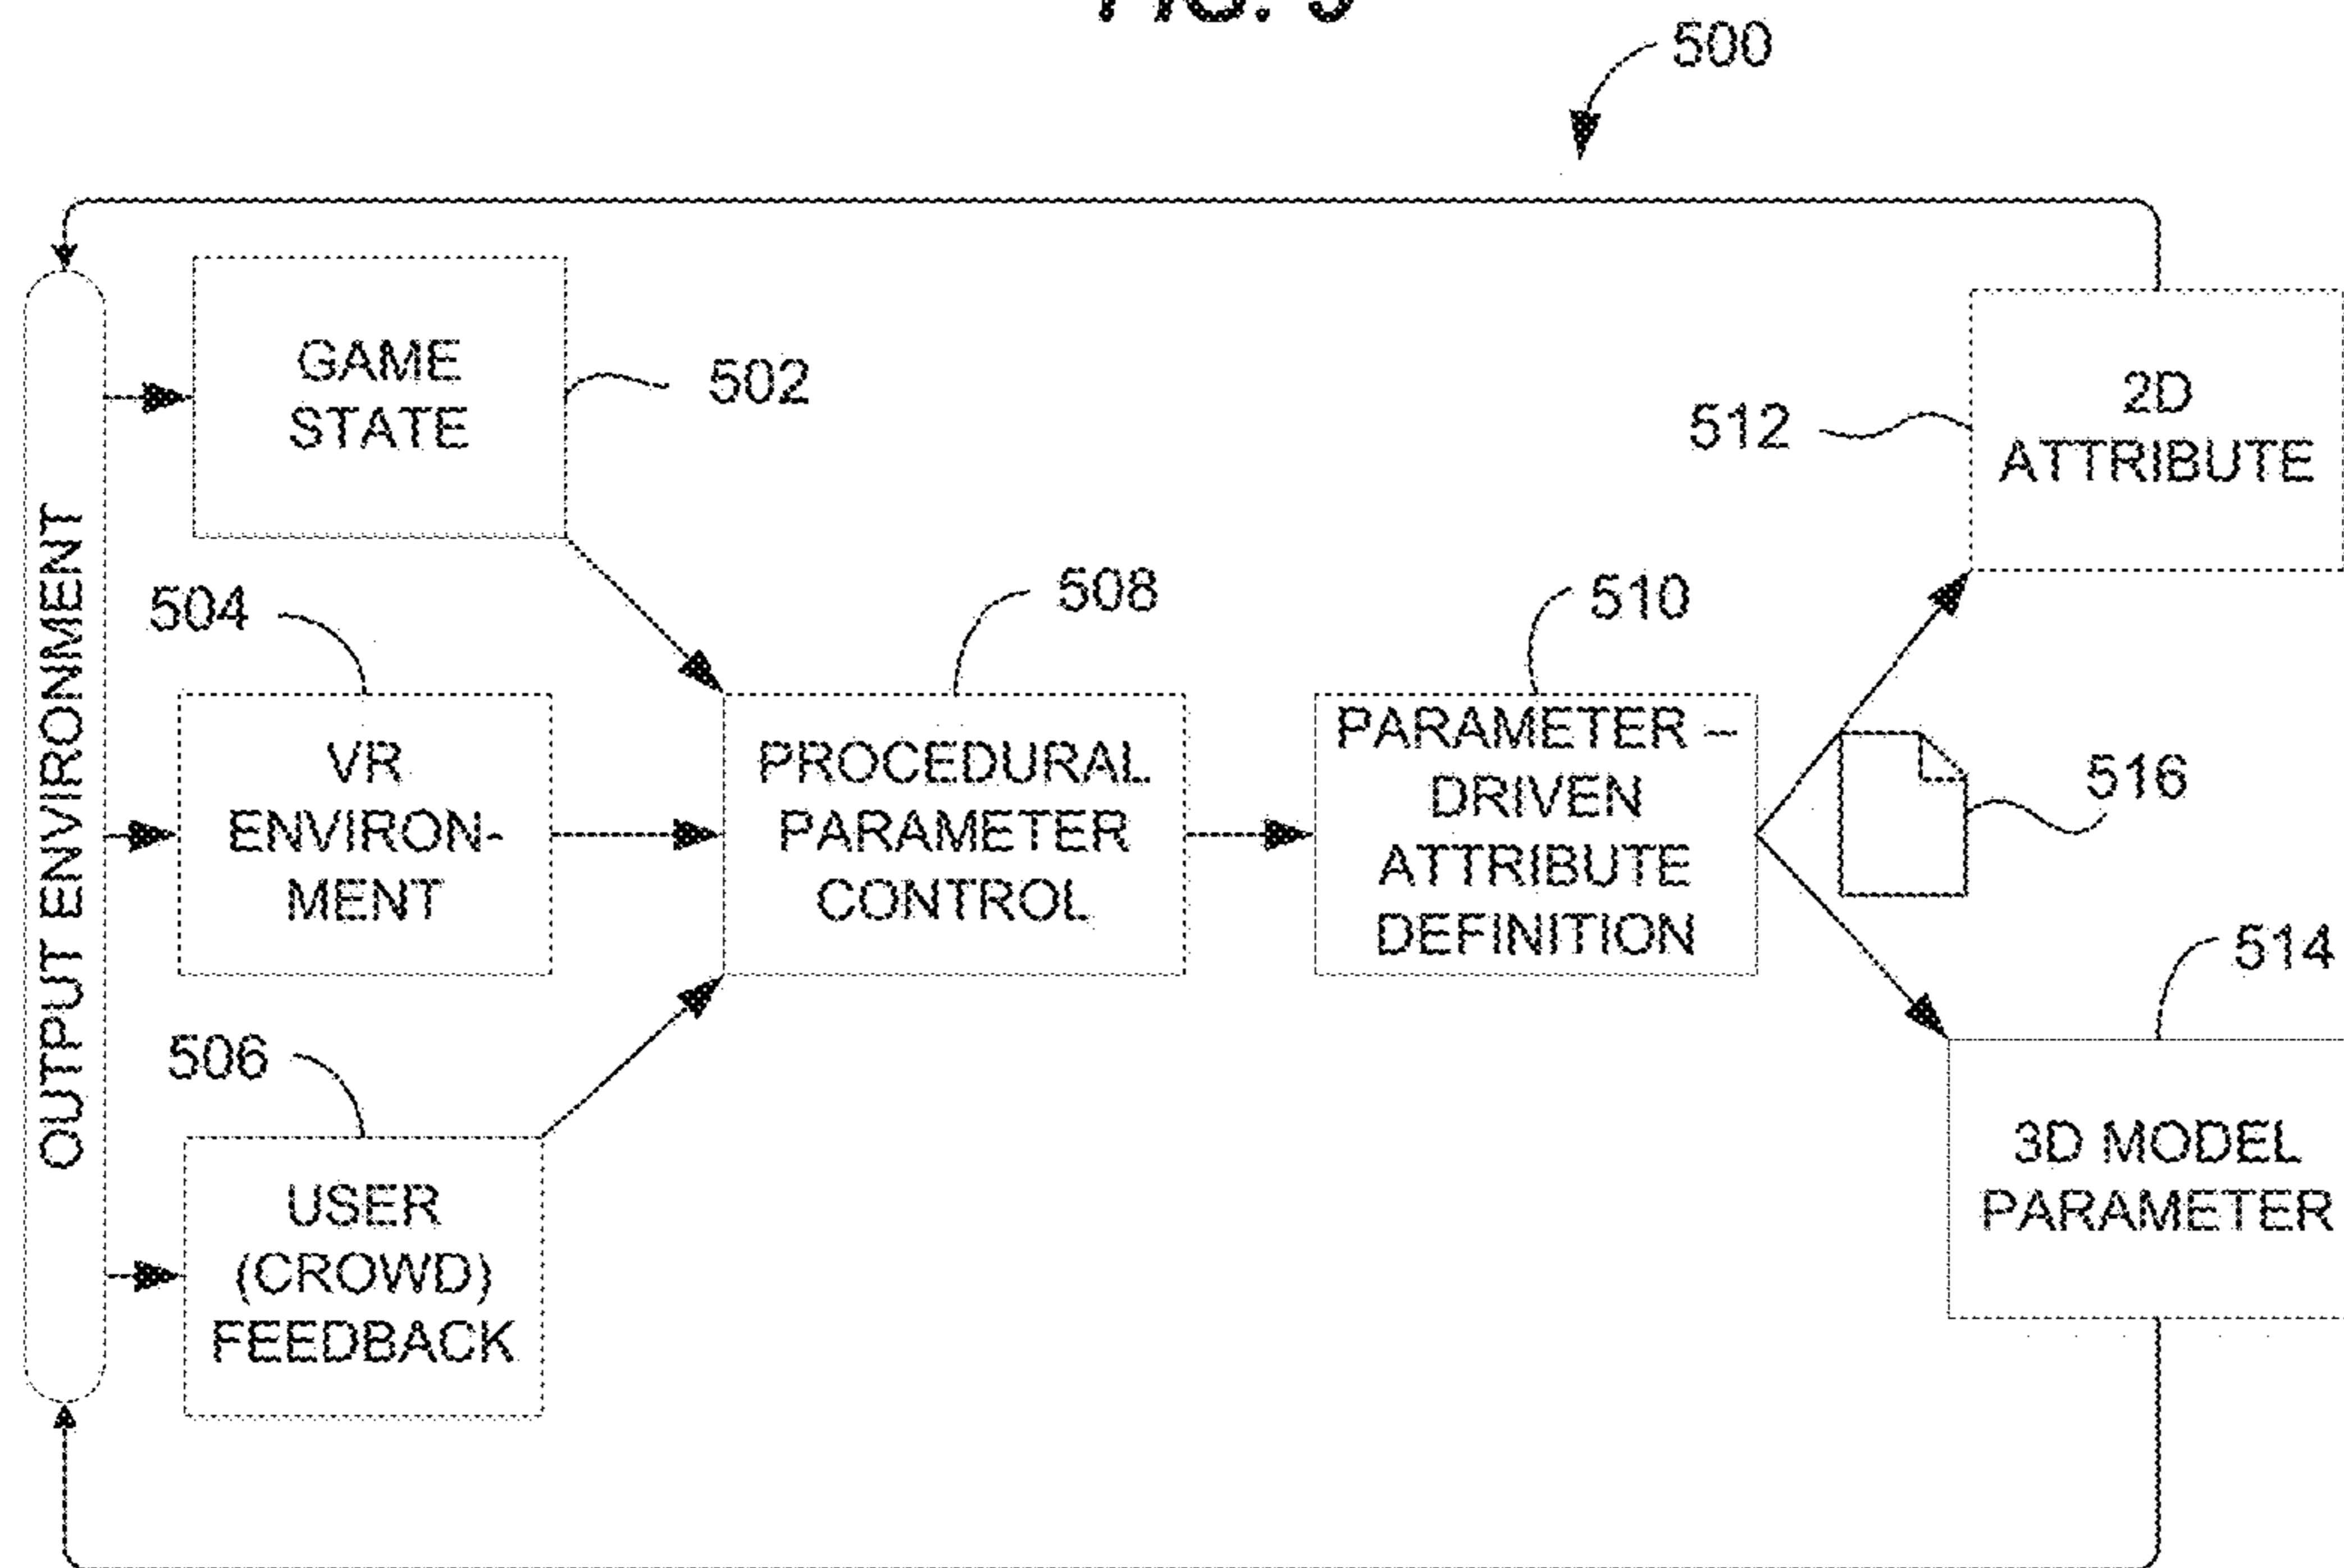 500
GAME
STATE
502
512
2D
ATTRIBUTE
OUTPUT ENVIRONMENT
504
508
510
VR
ENVIRON-
MENT
PROCEDURAL
PARAMETER
CONTROL
PARAMETER –
DRIVEN
ATTRIBUTE
DEFINITION
516
514
506
USER
(CROWD)
FEEDBACK
3D MODEL
PARAMETER